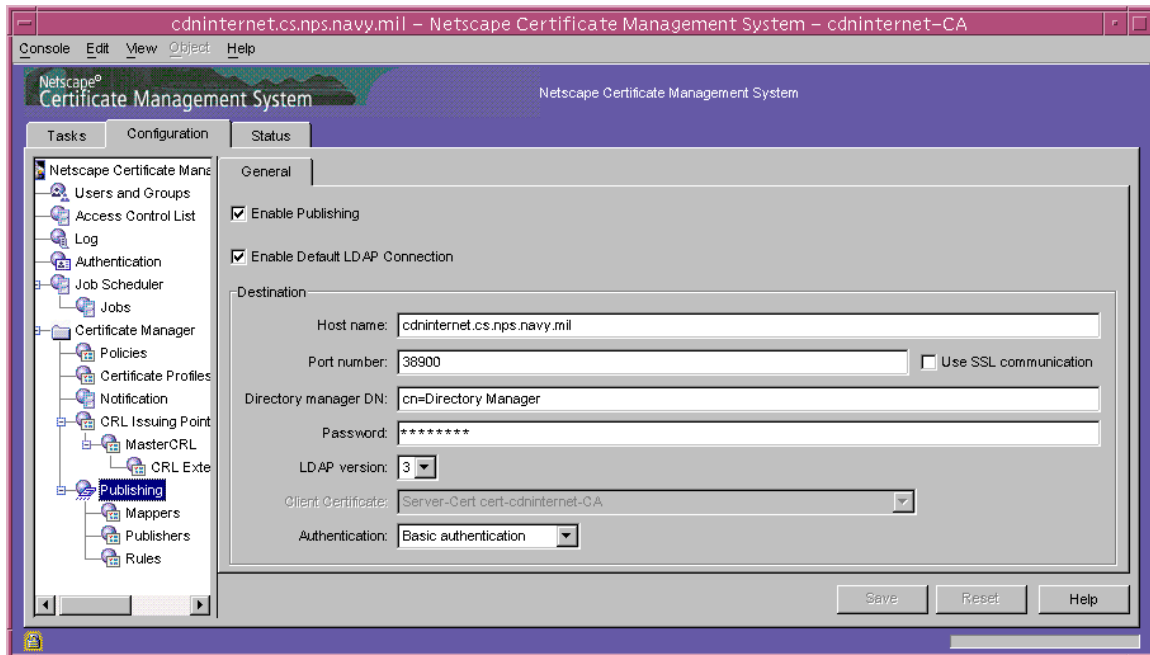 cdninternet.cs.nps.navy.mil – Netscape Certificate Management System – cdninternet–CA
Console Edit View Object Help
Netscape®
Certificate Management System
Netscape Certificate Management System
Tasks Configuration Status
Netscape Certificate Mana
Users and Groups
Access Control List
Log
Authentication
Job Scheduler
Jobs
Certificate Manager
Policies
Certificate Profiles
Notification
CRL Issuing Point
MasterCRL
CRL Exte
Publishing
Mappers
Publishers
Rules
General
Enable Publishing
Enable Default LDAP Connection
Destination
Host name: cdninternet.cs.nps.navy.mil
Port number: 38900 Use SSL communication
Directory manager DN: cn=Directory Manager
Password: ********
LDAP version: 3
Client Certificate: Server-Cert cert-cdninternet-CA
Authentication: Basic authentication
Save Reset Help